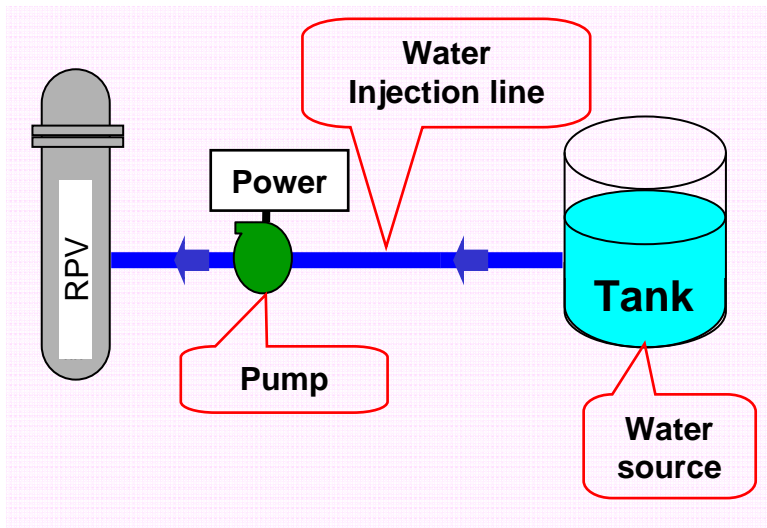 Water
Injection line
Power
RPV
Tank
Pump
Water
source